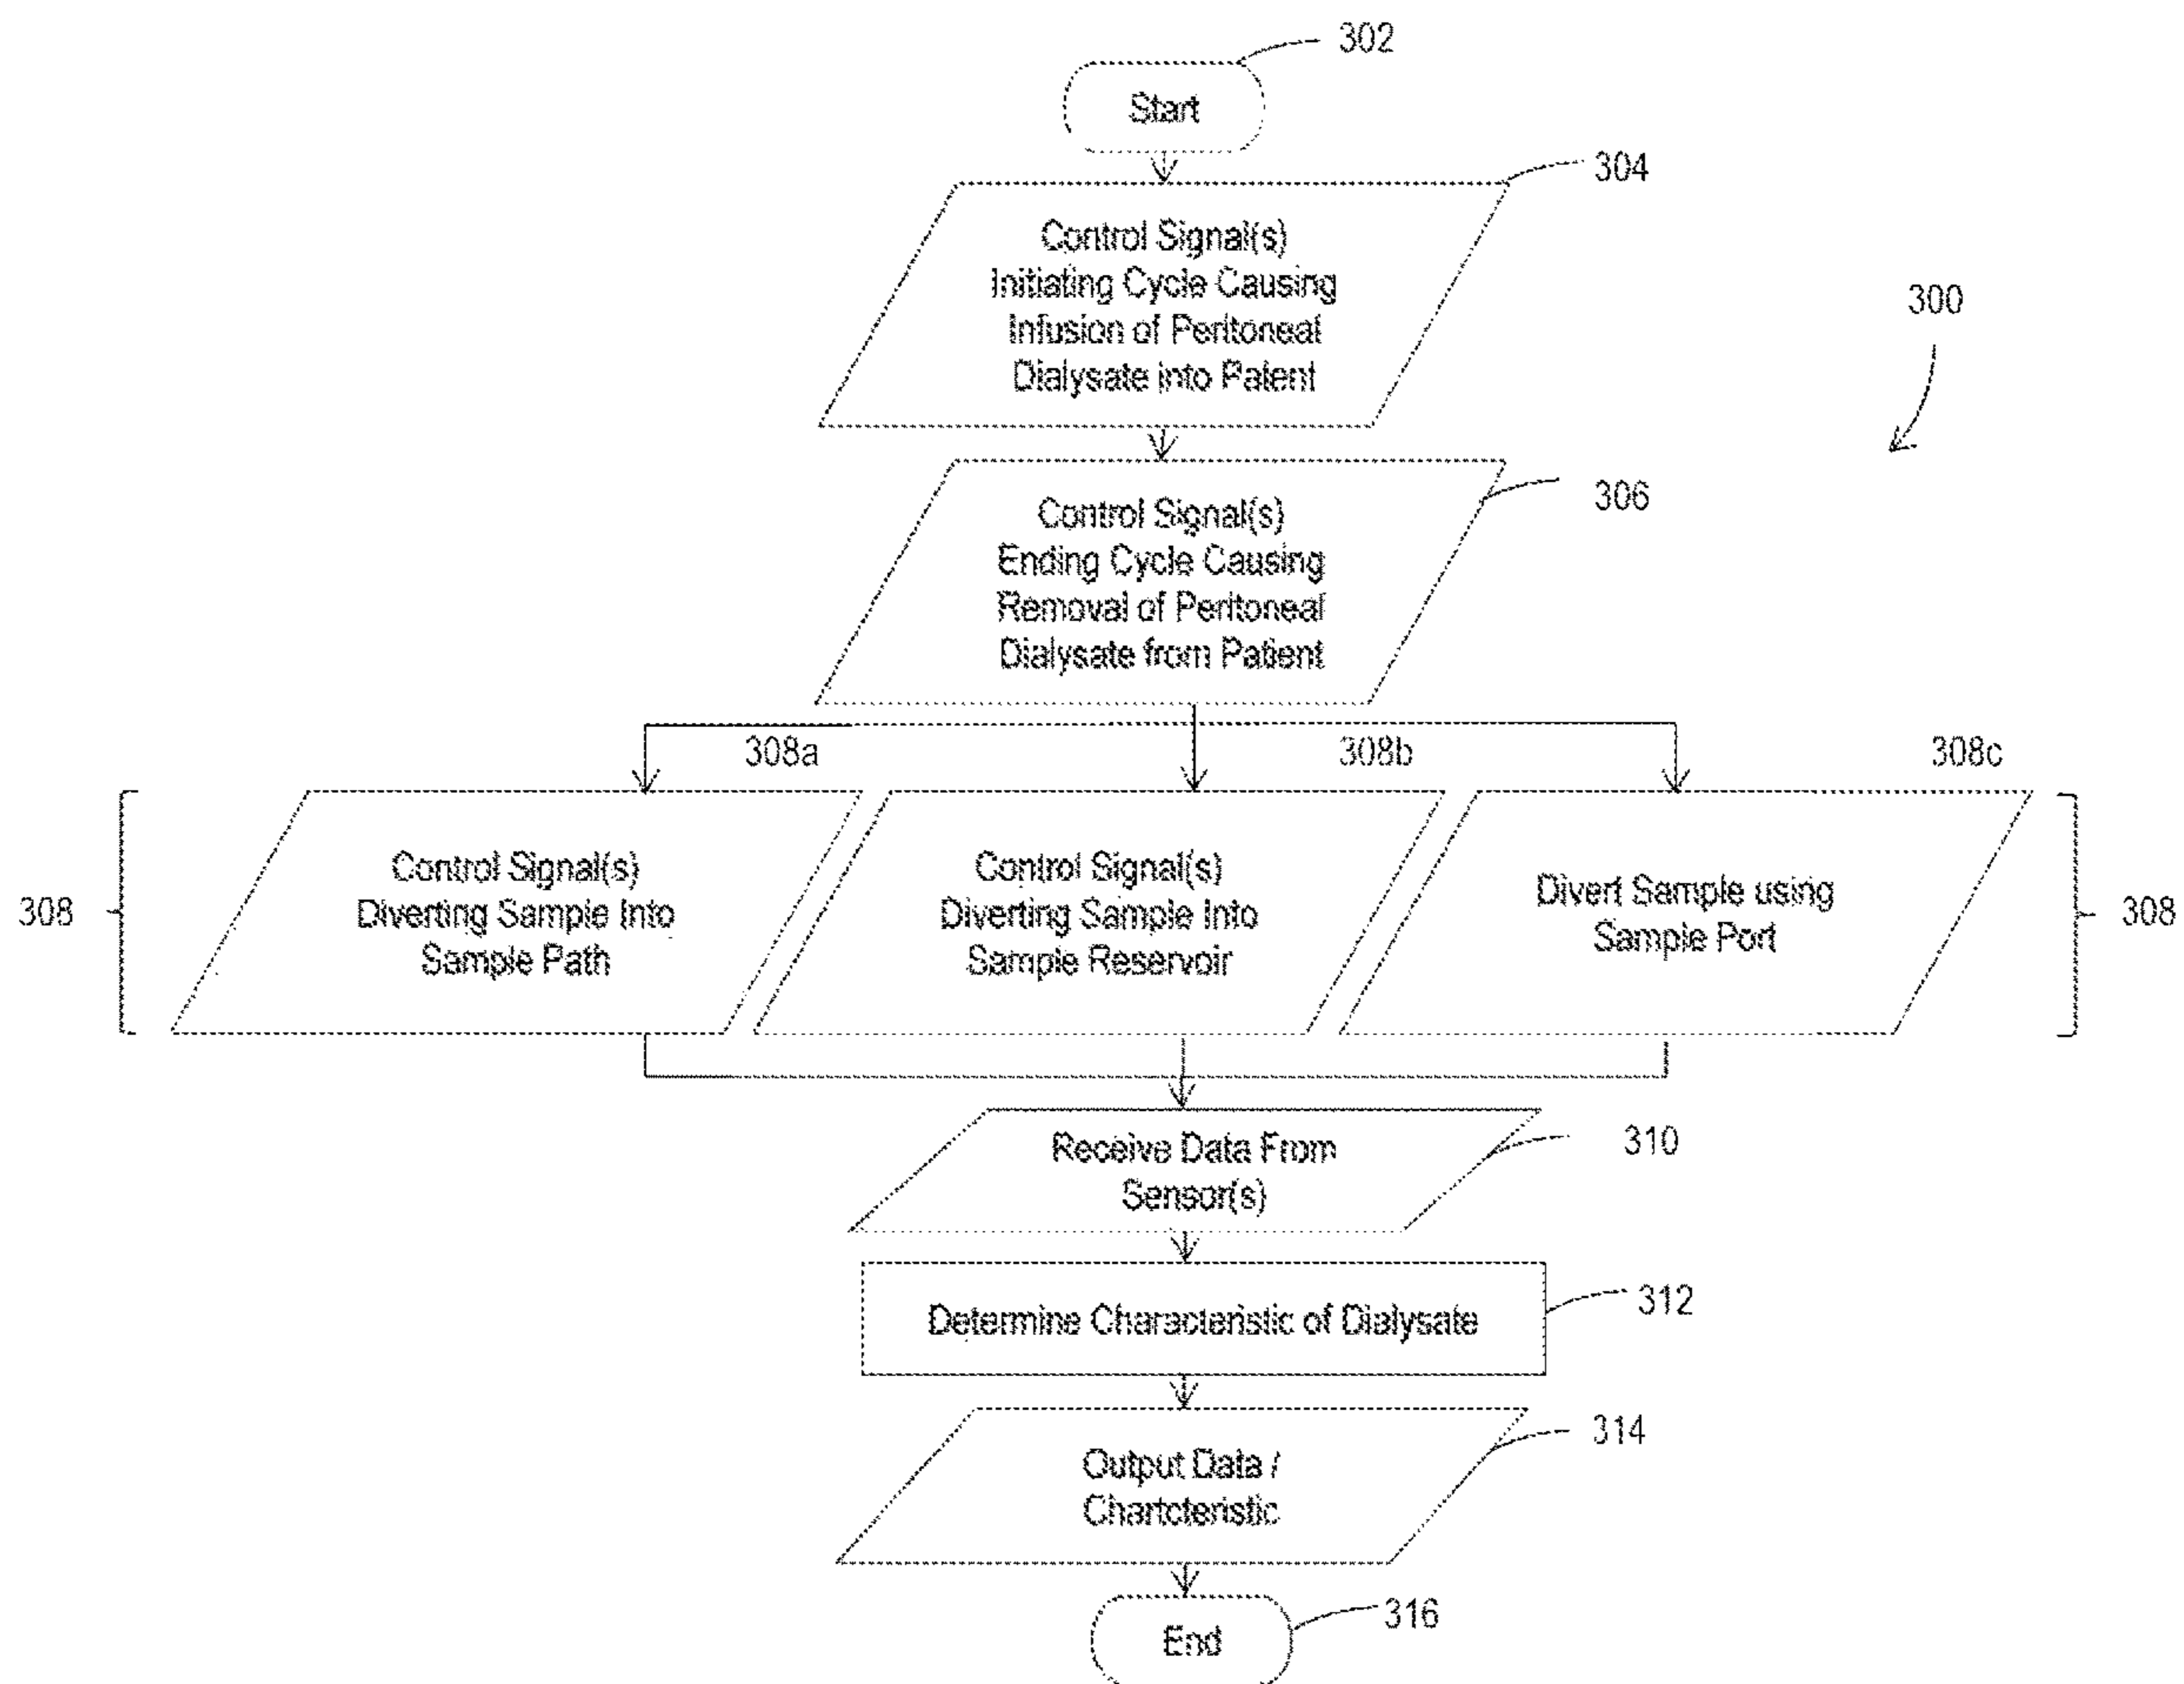 302
Start
304
Control Signal(s)
Initiating Cycle Causing
Infusion of Peritoneal
Dialysate into Patent
300
306
Control Signal(s)
Ending Cycle Causing
Removal of Peritoneal
Dialysate from Patient
308a
308b
308c
308
Control Signal(s)
Diverting Sample Into
Sample Path
Control Signal(s)
Diverting Sample Into
Sample Reservoir
Divert Sample using
Sample Port
308
Receive Data From
Sensor(s)
310
Determine Characteristic of Dialysate
312
Output Data /
Chartcteristic
314
End
316